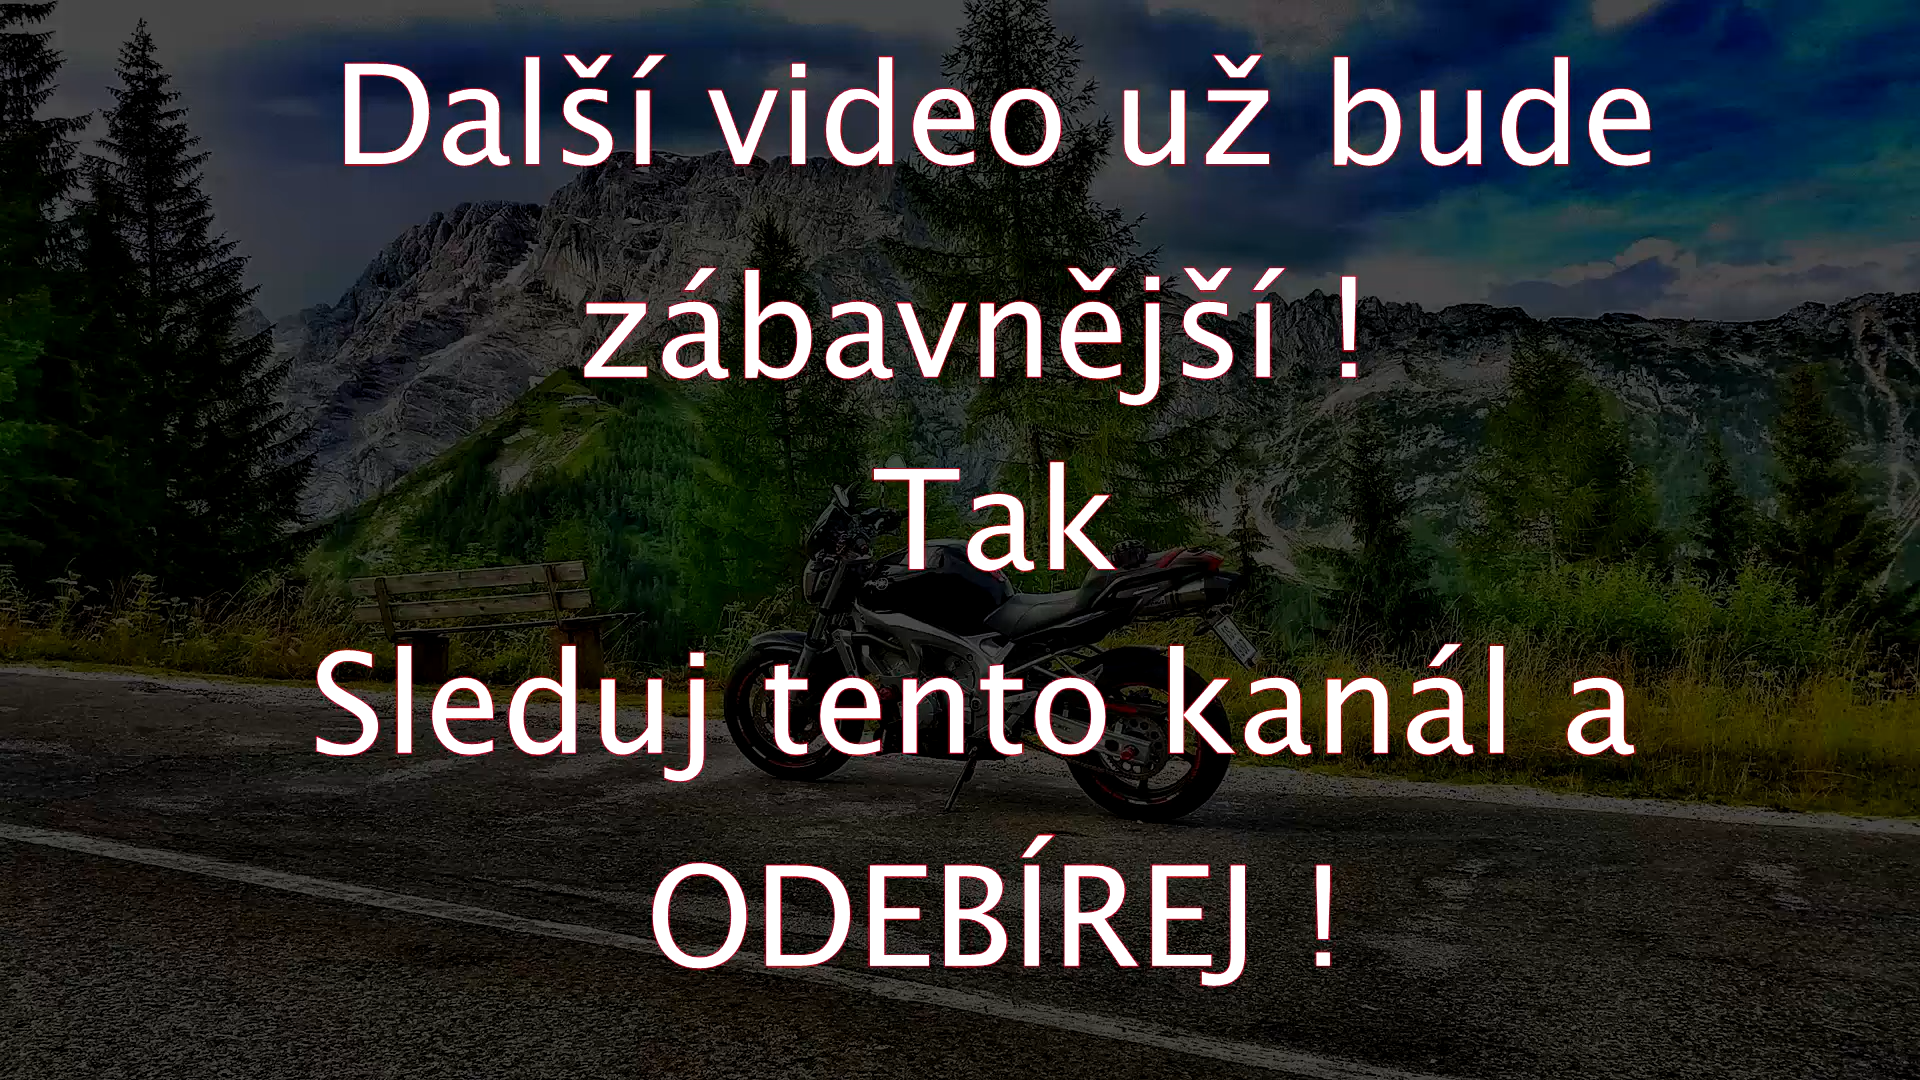 Další video už bude
zábavnější !
Tak
Sleduj tento kanál a
ODEBÍREJ !